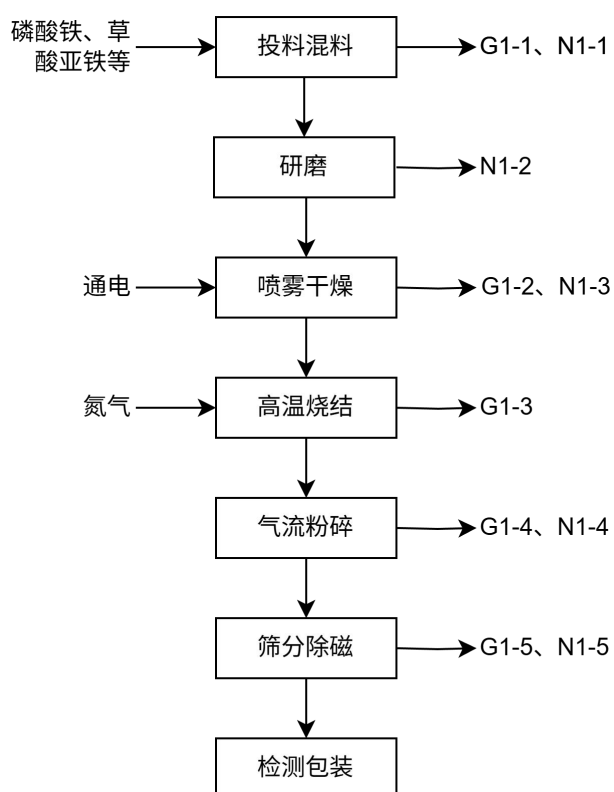 磷酸铁、草
酸亚铁等
投料混料
G1-1、N1-1
研磨
N1-2
通电
喷雾干燥
G1-2、N1-3
氮气
高温烧结
G1-3
气流粉碎
G1-4、N1-4
筛分除磁
G1-5、N1-5
检测包装